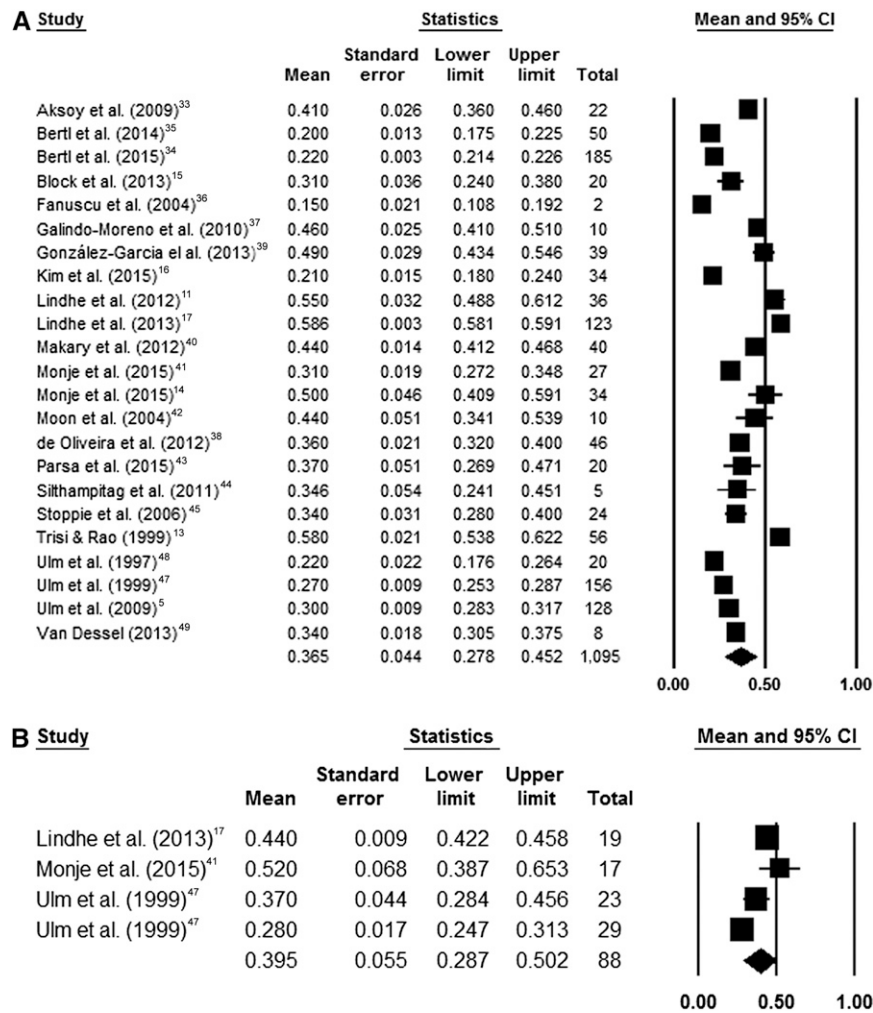 A Study Statistics Mean and 95% CI
Standard Lower Upper
Mean error limit limit Total
Aksoy et al. (2009)33 0.410 0.026 0.360 0.460 22
Bertl et al. (2014)35 0.200 0.013 0.175 0.225 50
Bertl et al. (2015)34 0.220 0.003 0.214 0.226 185
Block et al. (2013)15 0.310 0.036 0.240 0.380 20
Fanuscu et al. (2004)36 0.150 0.021 0.108 0.192 2
Galindo-Moreno et al. (2010)37 0.460 0.025 0.410 0.510 10
González-Garcia el al. (2013)39 0.490 0.029 0.434 0.546 39
Kim et al. (2015)16 0.210 0.015 0.180 0.240 34
Lindhe et al. (2012)11 0.550 0.032 0.488 0.612 36
Lindhe et al. (2013)17 0.586 0.003 0.581 0.591 123
Makary et al. (2012)40 0.440 0.014 0.412 0.468 40
Monje et al. (2015)41 0.310 0.019 0.272 0.348 27
Monje et al. (2015)14 0.500 0.046 0.409 0.591 34
Moon et al. (2004)42 0.440 0.051 0.341 0.539 10
de Oliveira et al. (2012)38 0.360 0.021 0.320 0.400 46
Parsa et al. (2015)43 0.370 0.051 0.269 0.471 20
Silthampitag et al. (2011)44 0.346 0.054 0.241 0.451 5
Stoppie et al. (2006)45 0.340 0.031 0.280 0.400 24
Trisi & Rao (1999)13 0.580 0.021 0.538 0.622 56
Ulm et al. (1997)48 0.220 0.022 0.176 0.264 20
Ulm et al. (1999)47 0.270 0.009 0.253 0.287 156
Ulm et al. (2009)5 0.300 0.009 0.283 0.317 128
Van Dessel (2013)49 0.340 0.018 0.305 0.375 8
0.365 0.044 0.278 0.452 1,095
0.00 0.50 1.00
B Study Statistics Mean and 95% CI
Standard Lower Upper
Mean error limit limit Total
Lindhe et al. (2013)17 0.440 0.009 0.422 0.458 19
Monje et al. (2015)41 0.520 0.068 0.387 0.653 17
Ulm et al. (1999)47 0.370 0.044 0.284 0.456 23
Ulm et al. (1999)47 0.280 0.017 0.247 0.313 29
0.395 0.055 0.287 0.502 88
0.00 0.50 1.00